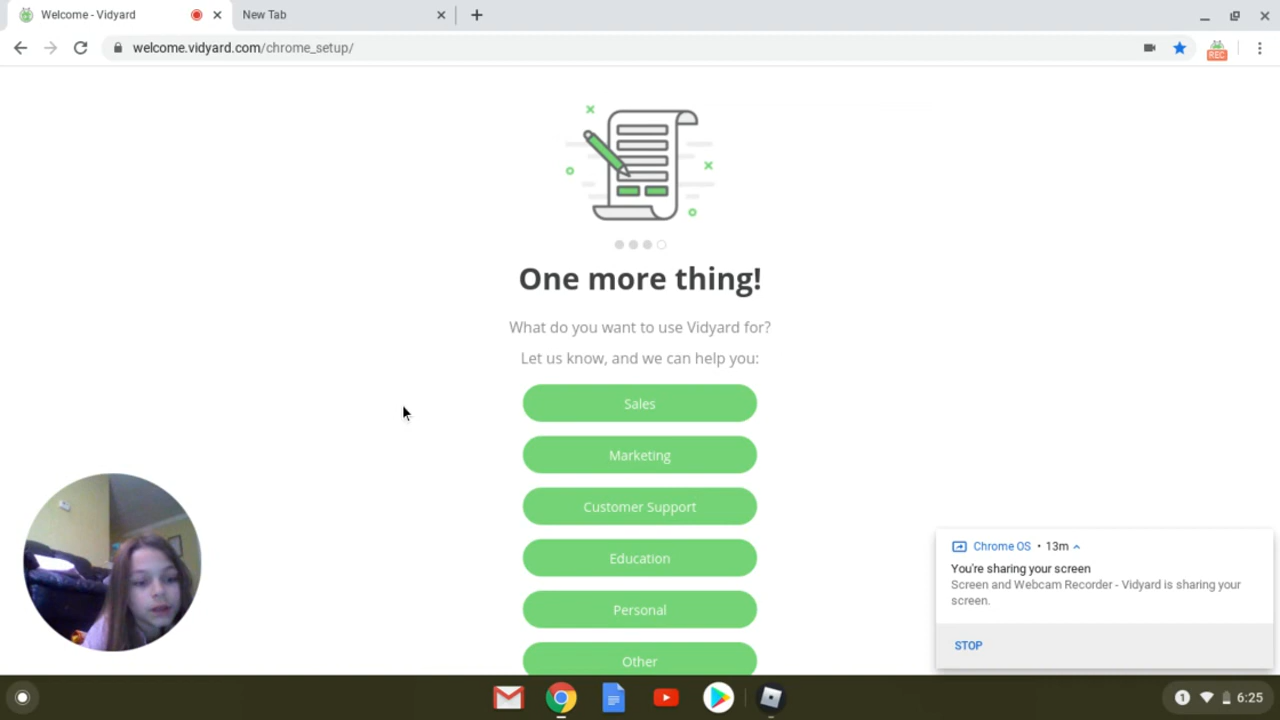 Welcome - Vidyard
New Tab
welcome.vidyard.com/chrome_setup/
REC
One more thing!
What do you want to use Vidyard for?
Let us know, and we can help you:
Sales
Marketing
Customer Support
Education
Personal
Other
Chrome OS • 13m
You're sharing your screen
Screen and Webcam Recorder - Vidyard is sharing your
screen.
STOP
1
6:25